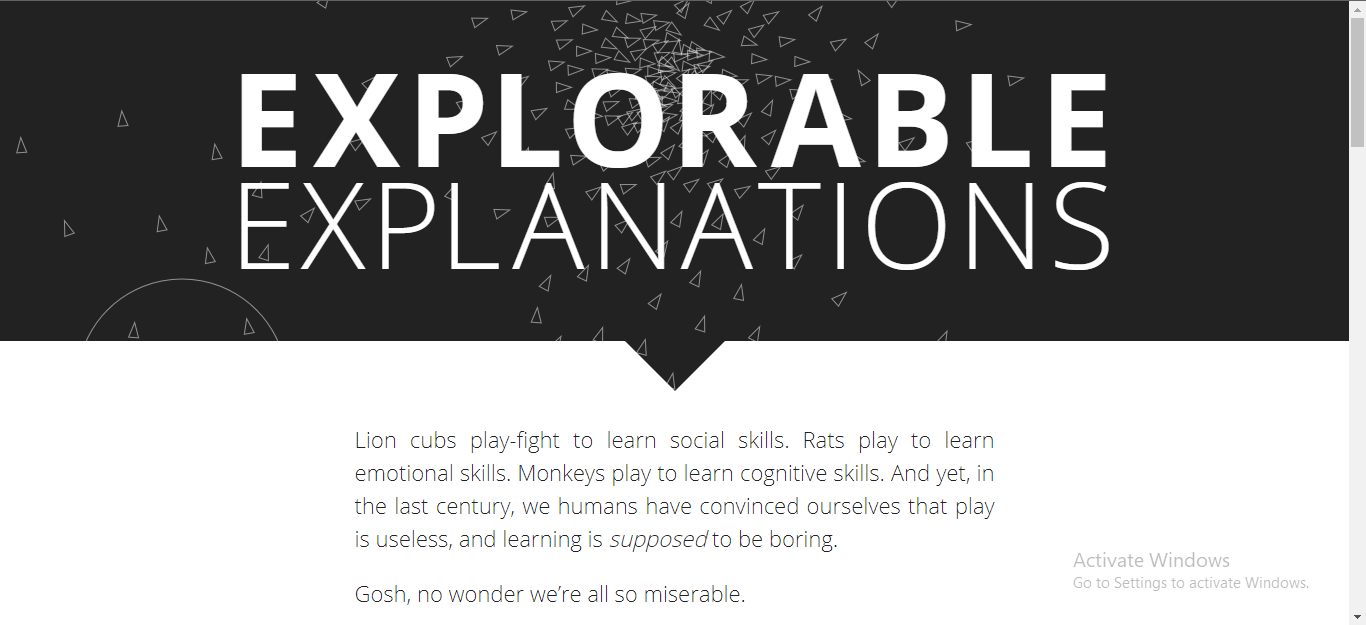 EXPLORABLE
EXPLANATIONS
Lion cubs play-fight to learn social skills. Rats play to learn
emotional skills. Monkeys play to learn cognitive skills. And yet, in
the last century, we humans have convinced ourselves that play
is useless, and learning is supposed to be boring.
Gosh, no wonder we’re all so miserable.
Activate Windows
Go to Settings to activate Windows.